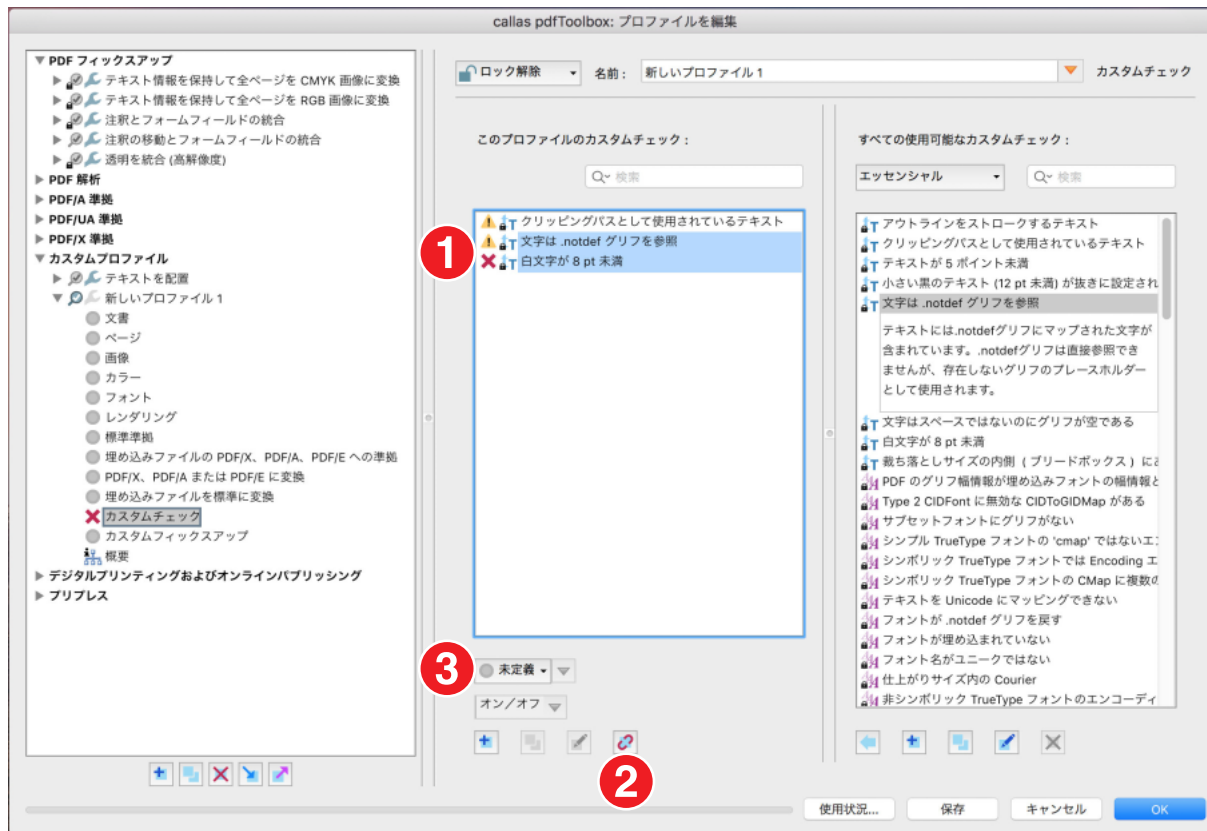 callas pdfToolbox: プロファイルを編集
PDF フィックスアップ
テキスト情報を保持して全ページを CMYK 画像に変換
テキスト情報を保持して全ページを RGB 画像に変換
注釈とフォームフィールドの統合
注釈の移動とフォームフィールドの統合
透明を統合 (高解像度)
PDF 解析
PDF/A 準拠
PDF/UA 準拠
PDF/X 準拠
カスタムプロファイル
テキストを配置
新しいプロファイル 1
文書
ページ
画像
カラー
フォント
レンダリング
標準準拠
埋め込みファイルの PDF/X、PDF/A、PDF/E への準拠
PDF/X、PDF/A または PDF/E に変換
埋め込みファイルを標準に変換
カスタムチェック
カスタムフィックスアップ
概要
デジタルプリンティングおよびオンラインパブリッシング
プリプレス
ロック解除
名前 :
新しいプロファイル 1
カスタムチェック
このプロファイルのカスタムチェック :
検索
クリッピングパスとして使用されているテキスト
1
文字は .notdef グリフを参照
白文字が 8 pt 未満
3
未定義
オン/オフ
2
すべての使用可能なカスタムチェック :
エッセンシャル
検索
アウトラインをストロークするテキスト
クリッピングパスとして使用されているテキスト
テキストが 5 ポイント未満
小さい黒のテキスト (12 pt 未満) が抜きに設定され
文字は .notdef グリフを参照
テキストには.notdefグリフにマップされた文字が
含まれています。.notdefグリフは直接参照でき
ませんが、存在しないグリフのプレースホルダー
として使用されます。
文字はスペースではないのにグリフが空である
白文字が 8 pt 未満
裁ち落としサイズの内側 ( ブリードボックス ) に
PDF のグリフ幅情報が埋め込みフォントの幅情報と
Type 2 CIDFont に無効な CIDToGIDMap がある
サブセットフォントにグリフがない
シンプル TrueType フォントの 'cmap' ではないエ
シンボリック TrueType フォントでは Encoding エ
シンボリック TrueType フォントの CMap に複数の
テキストを Unicode にマッピングできない
フォントが .notdef グリフを戻す
フォントが埋め込まれていない
フォント名がユニークではない
仕上がりサイズ内の Courier
非シンボリック TrueType フォントのエンコーディ
使用状況...
保存
キャンセル
OK